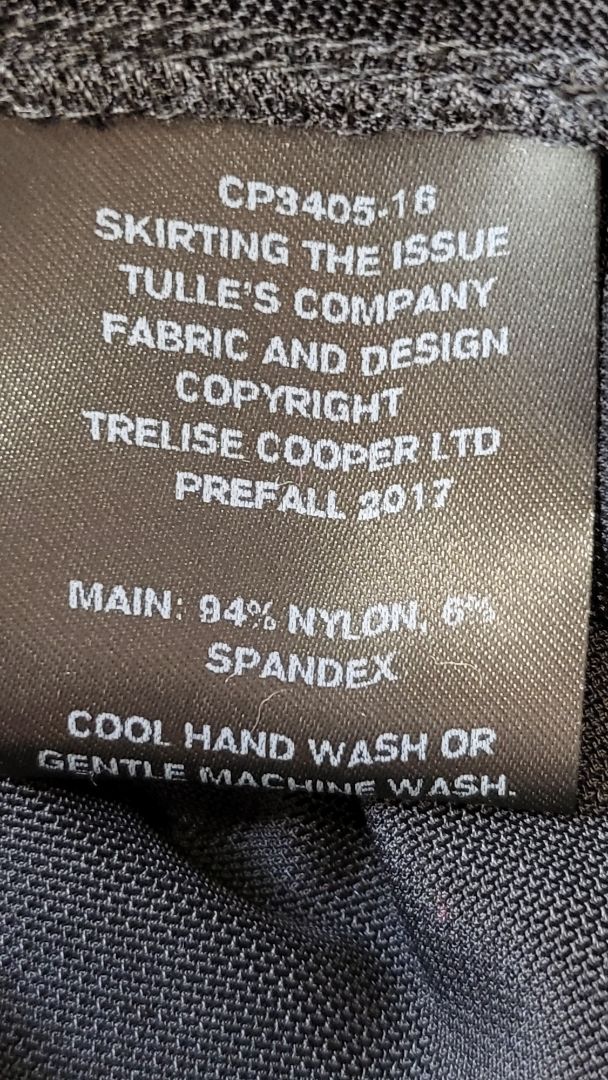 CP3405-16
SKIRTING THE ISSUE
TULLE'S COMPANY
FABRIC AND DESIGN
COPYRIGHT
TRELISE COOPER LTD
PREFALL 2017
MAIN: 94% NYLON, 6%
SPANDEX
COOL HAND WASH OR
GENTLE MACHINE WASH.